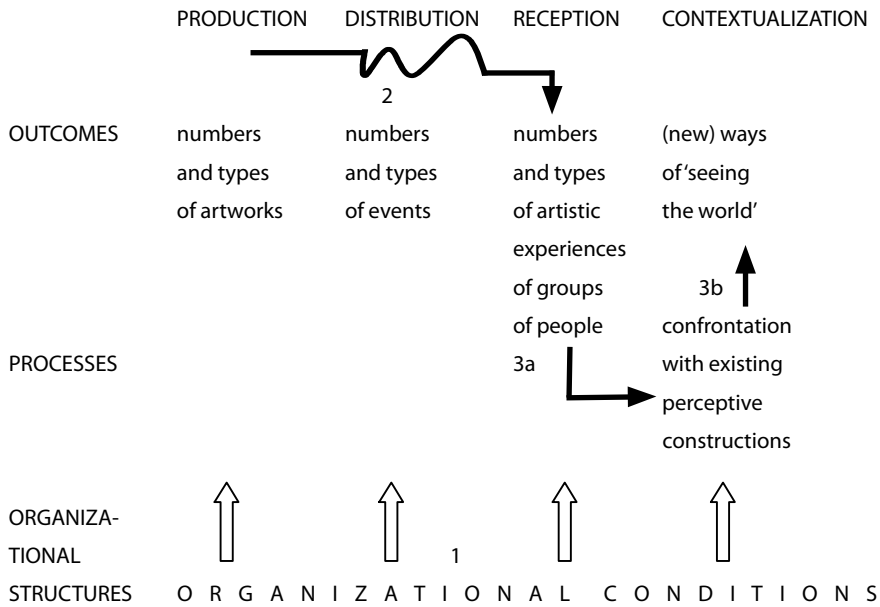 PRODUCTION DISTRIBUTION RECEPTION CONTEXTUALIZATION
2
OUTCOMES numbers numbers numbers (new) ways
and types and types and types of ‘seeing
of artworks of events of artistic the world’
experiences
of groups 3b
of people confrontation
PROCESSES 3a with existing
perceptive
constructions
ORGANIZA-
TIONAL 1
STRUCTURES O R G A N I Z A T I O N A L C O N D I T I O N S